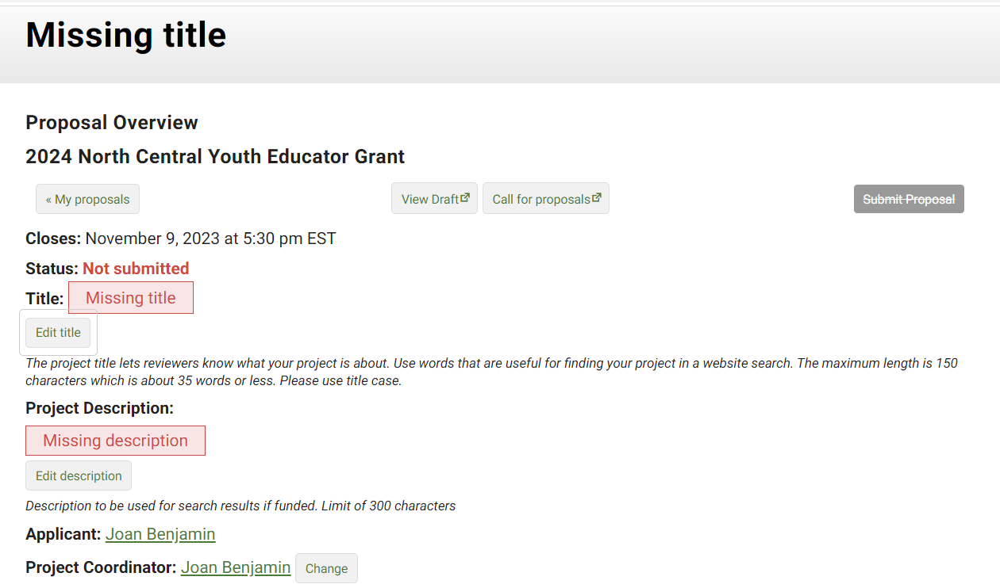 Missing title
Proposal Overview
2024 North Central Youth Educator Grant
« My proposals View Draft Call for proposals Submit Proposal
Closes: November 9, 2023 at 5:30 pm EST
Status: Not submitted
Title: Missing title
Edit title
The project title lets reviewers know what your project is about. Use words that are useful for finding your project in a website search. The maximum length is 150
characters which is about 35 words or less. Please use title case.
Project Description:
Missing description
Edit description
Description to be used for search results if funded. Limit of 300 characters
Applicant: Joan Benjamin
Project Coordinator: Joan Benjamin Change